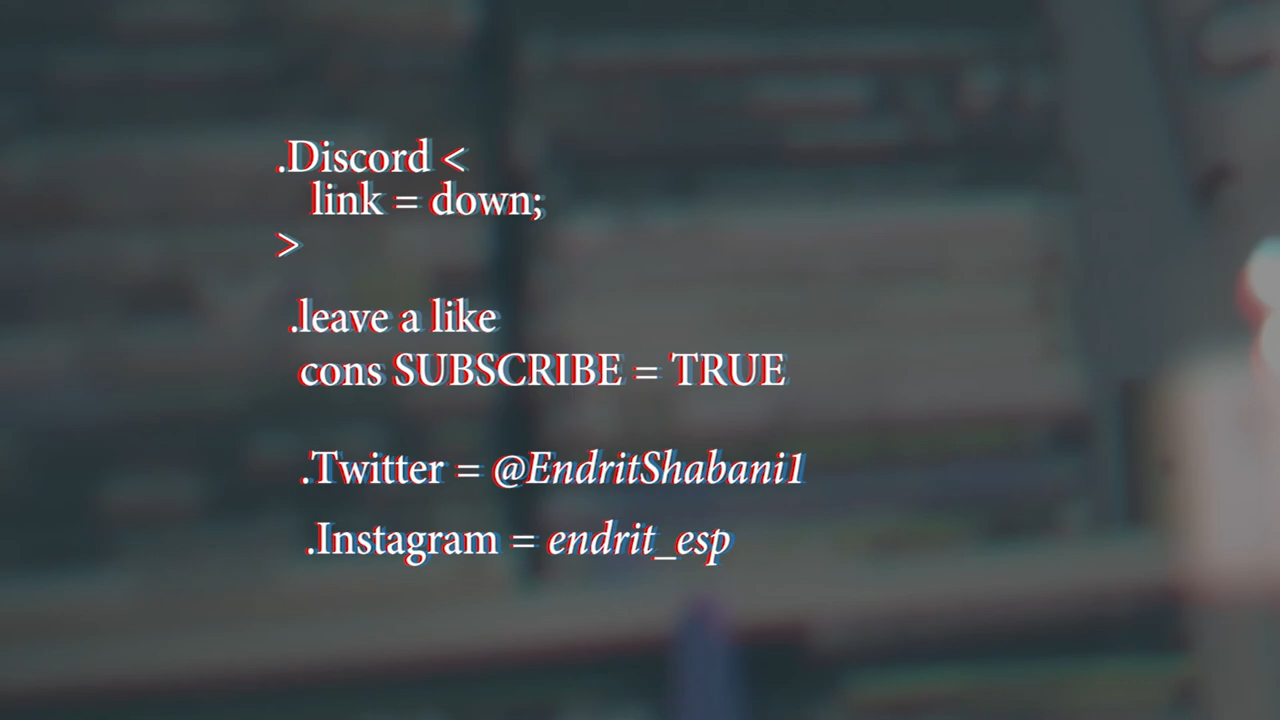 .Discord <
link = down;
>
.leave a like
cons SUBSCRIBE = TRUE
.Twitter = @EndritShabani1
.Instagram = endrit_esp